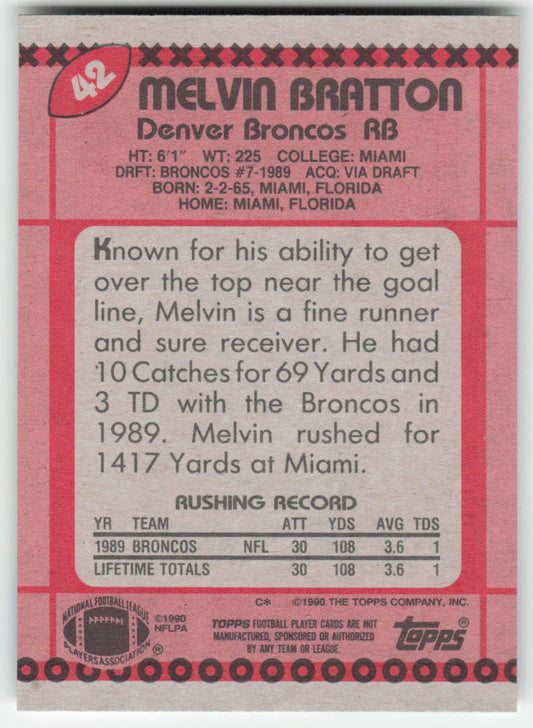 42
MELVIN BRATTON
Denver Broncos RB
HT: 6'1" WT: 225 COLLEGE: MIAMI
DRFT: BRONCOS #7-1989 ACQ: VIA DRAFT
BORN: 2-2-65, MIAMI, FLORIDA
HOME: MIAMI, FLORIDA
Known for his ability to get
over the top near the goal
line, Melvin is a fine runner
and sure receiver. He had
10 Catches for 69 Yards and
3 TD with the Broncos in
1989. Melvin rushed for
1417 Yards at Miami.
RUSHING RECORD
YR TEAM ATT YDS AVG TDS
1989 BRONCOS NFL 30 108 3.6 1
LIFETIME TOTALS 30 108 3.6 1
C* ©1990 THE TOPPS COMPANY, INC.
NATIONAL FOOTBALL LEAGUE
PLAYERS ASSOCIATION ®
©1990
NFLPA
TOPPS FOOTBALL PLAYER CARDS ARE NOT
MANUFACTURED, SPONSORED OR AUTHORIZED
BY ANY TEAM OR LEAGUE.
topps ®